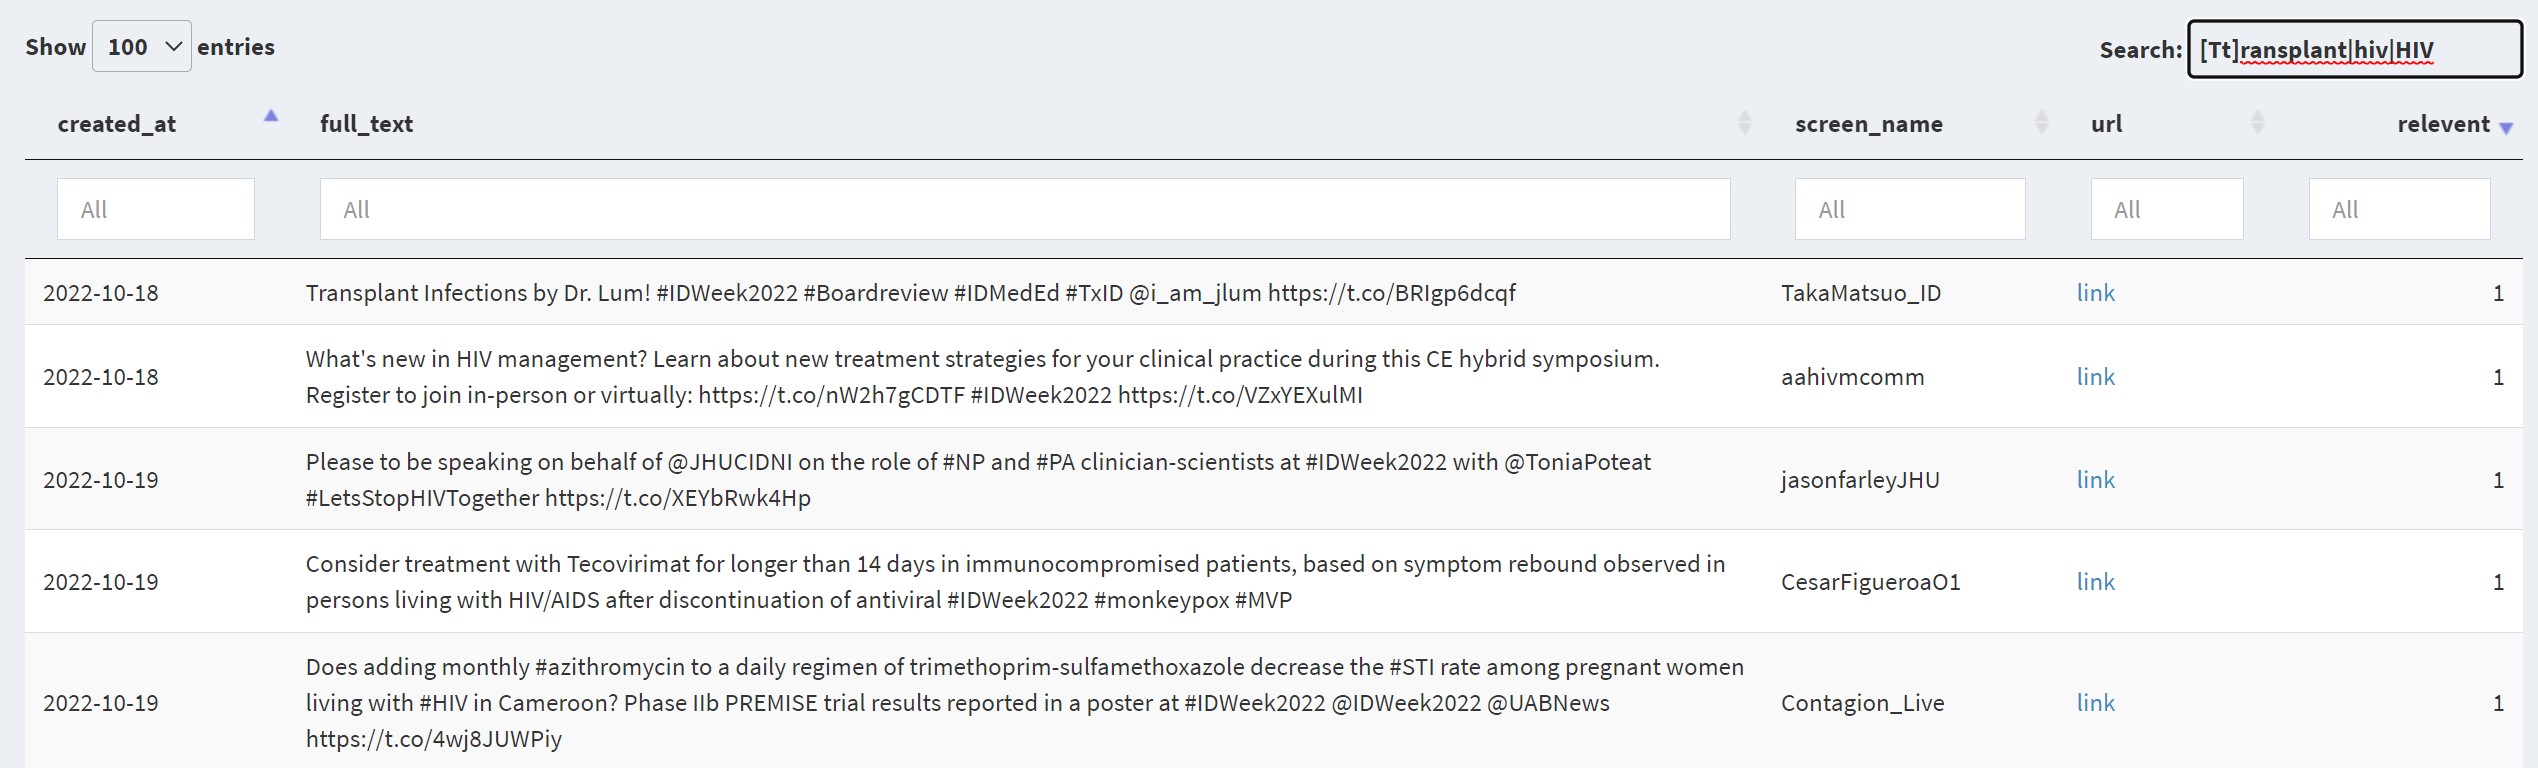 Show 100 entries
Search: [Tt]ransplant|hiv|HIV
created_at full_text screen_name url relevent
All All All All All
2022-10-18 Transplant Infections by Dr. Lum! #IDWeek2022 #Boardreview #IDMedEd #TxID @i_am_jlum https://t.co/BRIgp6dcqf TakaMatsuo_ID link 1
What's new in HIV management? Learn about new treatment strategies for your clinical practice during this CE hybrid symposium.
2022-10-18 aahivmcomm link 1
Register to join in-person or virtually: https://t.co/nW2h7gCDTF #IDWeek2022 https://t.co/VZxYEXulMI
Please to be speaking on behalf of @JHUCIDNI on the role of #NP and #PA clinician-scientists at #IDWeek2022 with @ToniaPoteat
2022-10-19 jasonfarleyJHU link 1
#LetsStopHIVTogether https://t.co/XEYbRwk4Hp
Consider treatment with Tecovirimat for longer than 14 days in immunocompromised patients, based on symptom rebound observed in
2022-10-19 CesarFigueroaO1 link 1
persons living with HIV/AIDS after discontinuation of antiviral #IDWeek2022 #monkeypox #MVP
Does adding monthly #azithromycin to a daily regimen of trimethoprim-sulfamethoxazole decrease the #STI rate among pregnant women
2022-10-19 living with #HIV in Cameroon? Phase IIb PREMISE trial results reported in a poster at #IDWeek2022 @IDWeek2022 @UABNews Contagion_Live link 1
https://t.co/4wj8JUWPiy